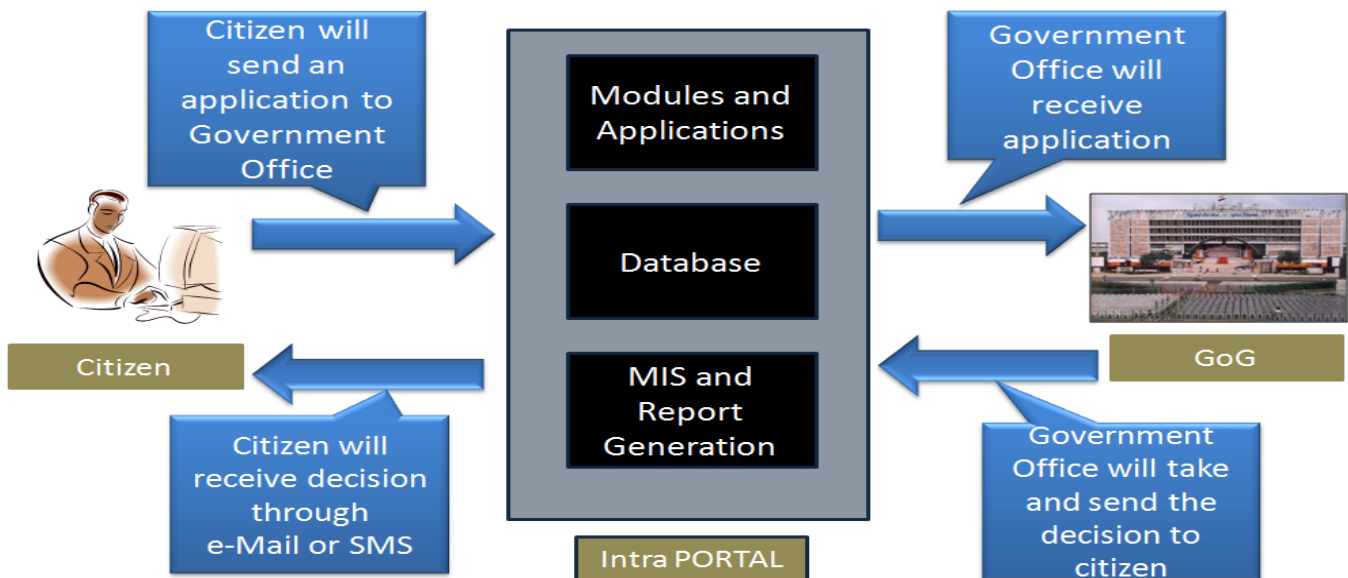 Citizen will
send an
application to
Government
Office
Modules and
Applications
Government
Office will
receive
application
Database
Citizen
GoG
MIS and
Report
Generation
Citizen will
receive decision
through
e-Mail or SMS
Government
Office will take
and send the
decision to
citizen
Intra PORTAL